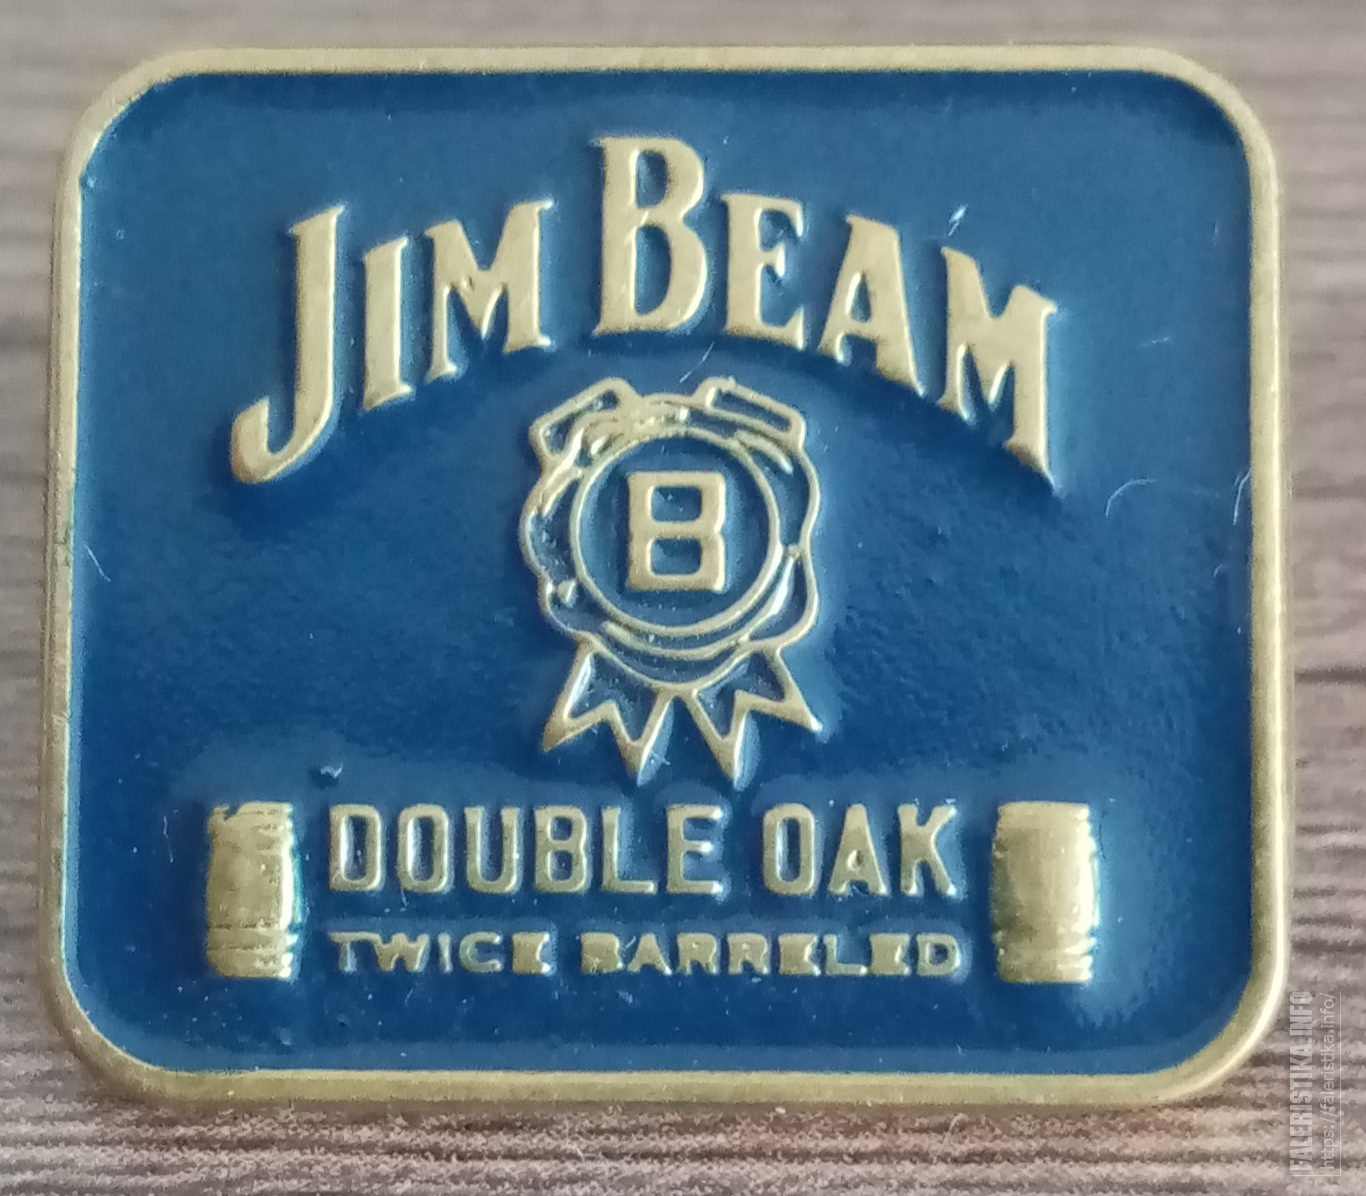 JIM BEAM
B
DOUBLE OAK
TWICE BARRELED
FALERISTIKA.INFO
https://faleristika.info/